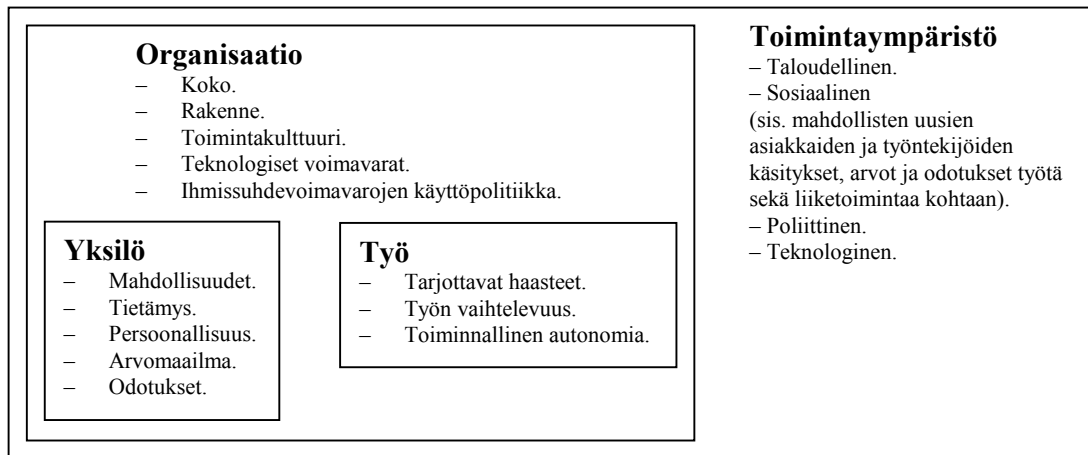 Organisaatio
– Koko.
– Rakenne.
– Toimintakulttuuri.
– Teknologiset voimavarat.
– Ihmissuhdevoimavarojen käyttöpolitiikka.
Yksilö
– Mahdollisuudet.
– Tietämys.
– Persoonallisuus.
– Arvomaailma.
– Odotukset.
Työ
– Tarjottavat haasteet.
– Työn vaihtelevuus.
– Toiminnallinen autonomia.
Toimintaympäristö
– Taloudellinen.
– Sosiaalinen
(sis. mahdollisten uusien
asiakkaiden ja työntekijöiden
käsitykset, arvot ja odotukset työtä
sekä liiketoimintaa kohtaan).
– Poliittinen.
– Teknologinen.